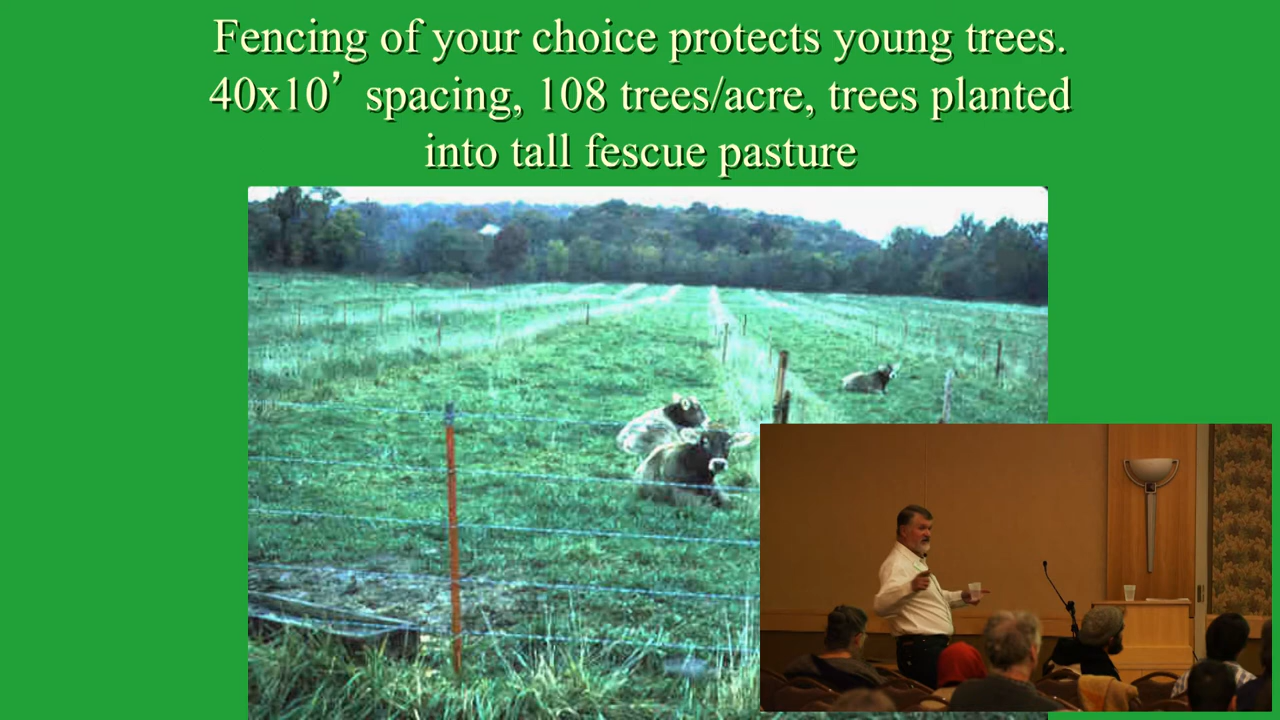 Fencing of your choice protects young trees.
40x10’ spacing, 108 trees/acre, trees planted
into tall fescue pasture